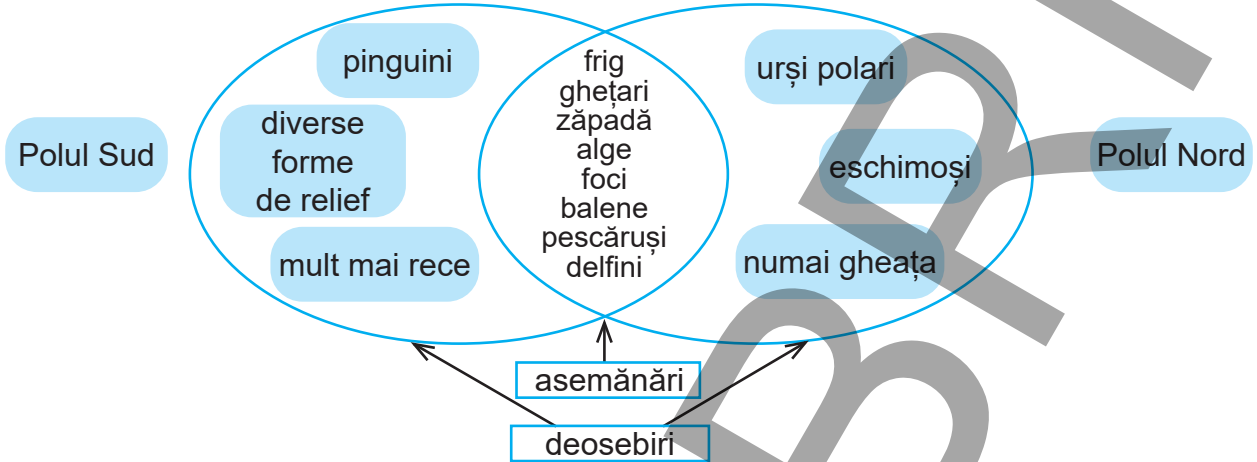 Polul Sud
pinguini
diverse
forme
de relief
mult mai rece
frig
ghețari
zăpadă
alge
foci
balene
pescăruși
delfini
urși polari
eschimoși
numai gheața
Polul Nord
asemănări
deosebiri